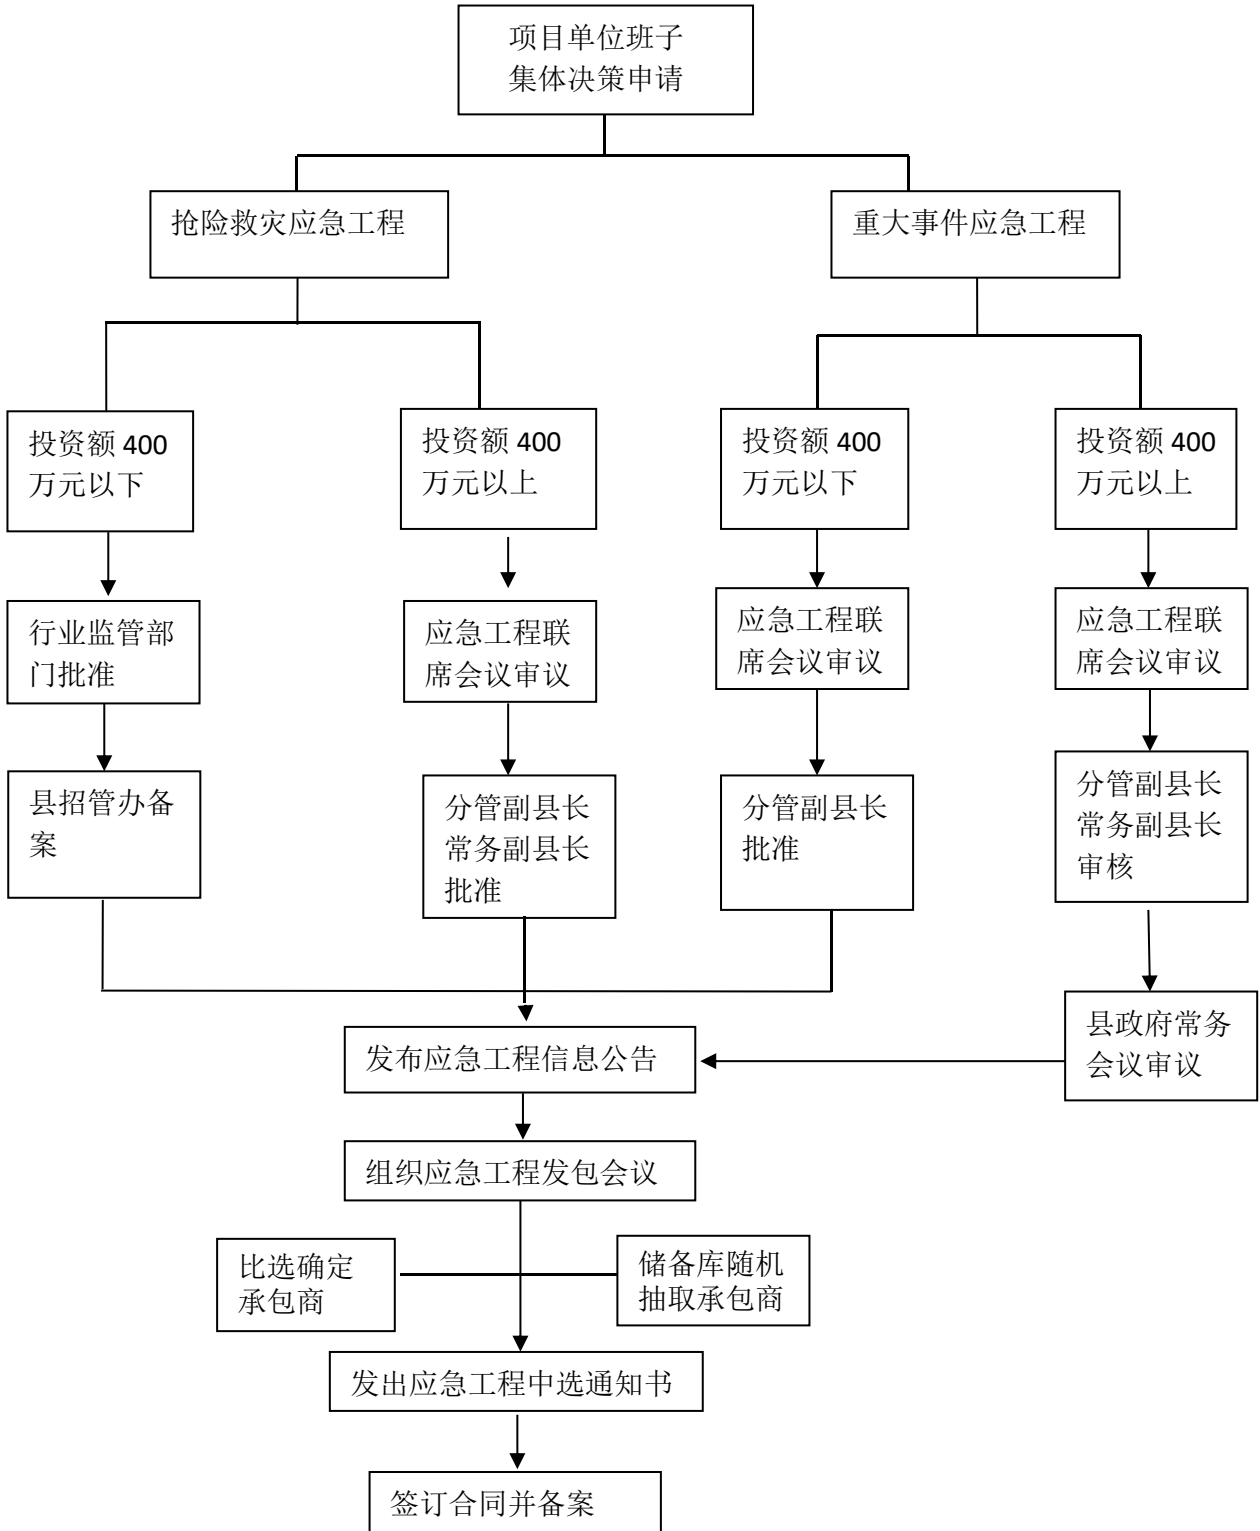 项目单位班子
集体决策申请
抢险救灾应急工程
重大事件应急工程
投资额 400
万元以下
投资额 400
万元以上
投资额 400
万元以下
投资额 400
万元以上
行业监管部
门批准
应急工程联
席会议审议
应急工程联
席会议审议
应急工程联
席会议审议
县招管办备
案
分管副县长
常务副县长
批准
分管副县长
批准
分管副县长
常务副县长
审核
县政府常务
会议审议
发布应急工程信息公告
组织应急工程发包会议
比选确定
承包商
储备库随机
抽取承包商
发出应急工程中选通知书
签订合同并备案